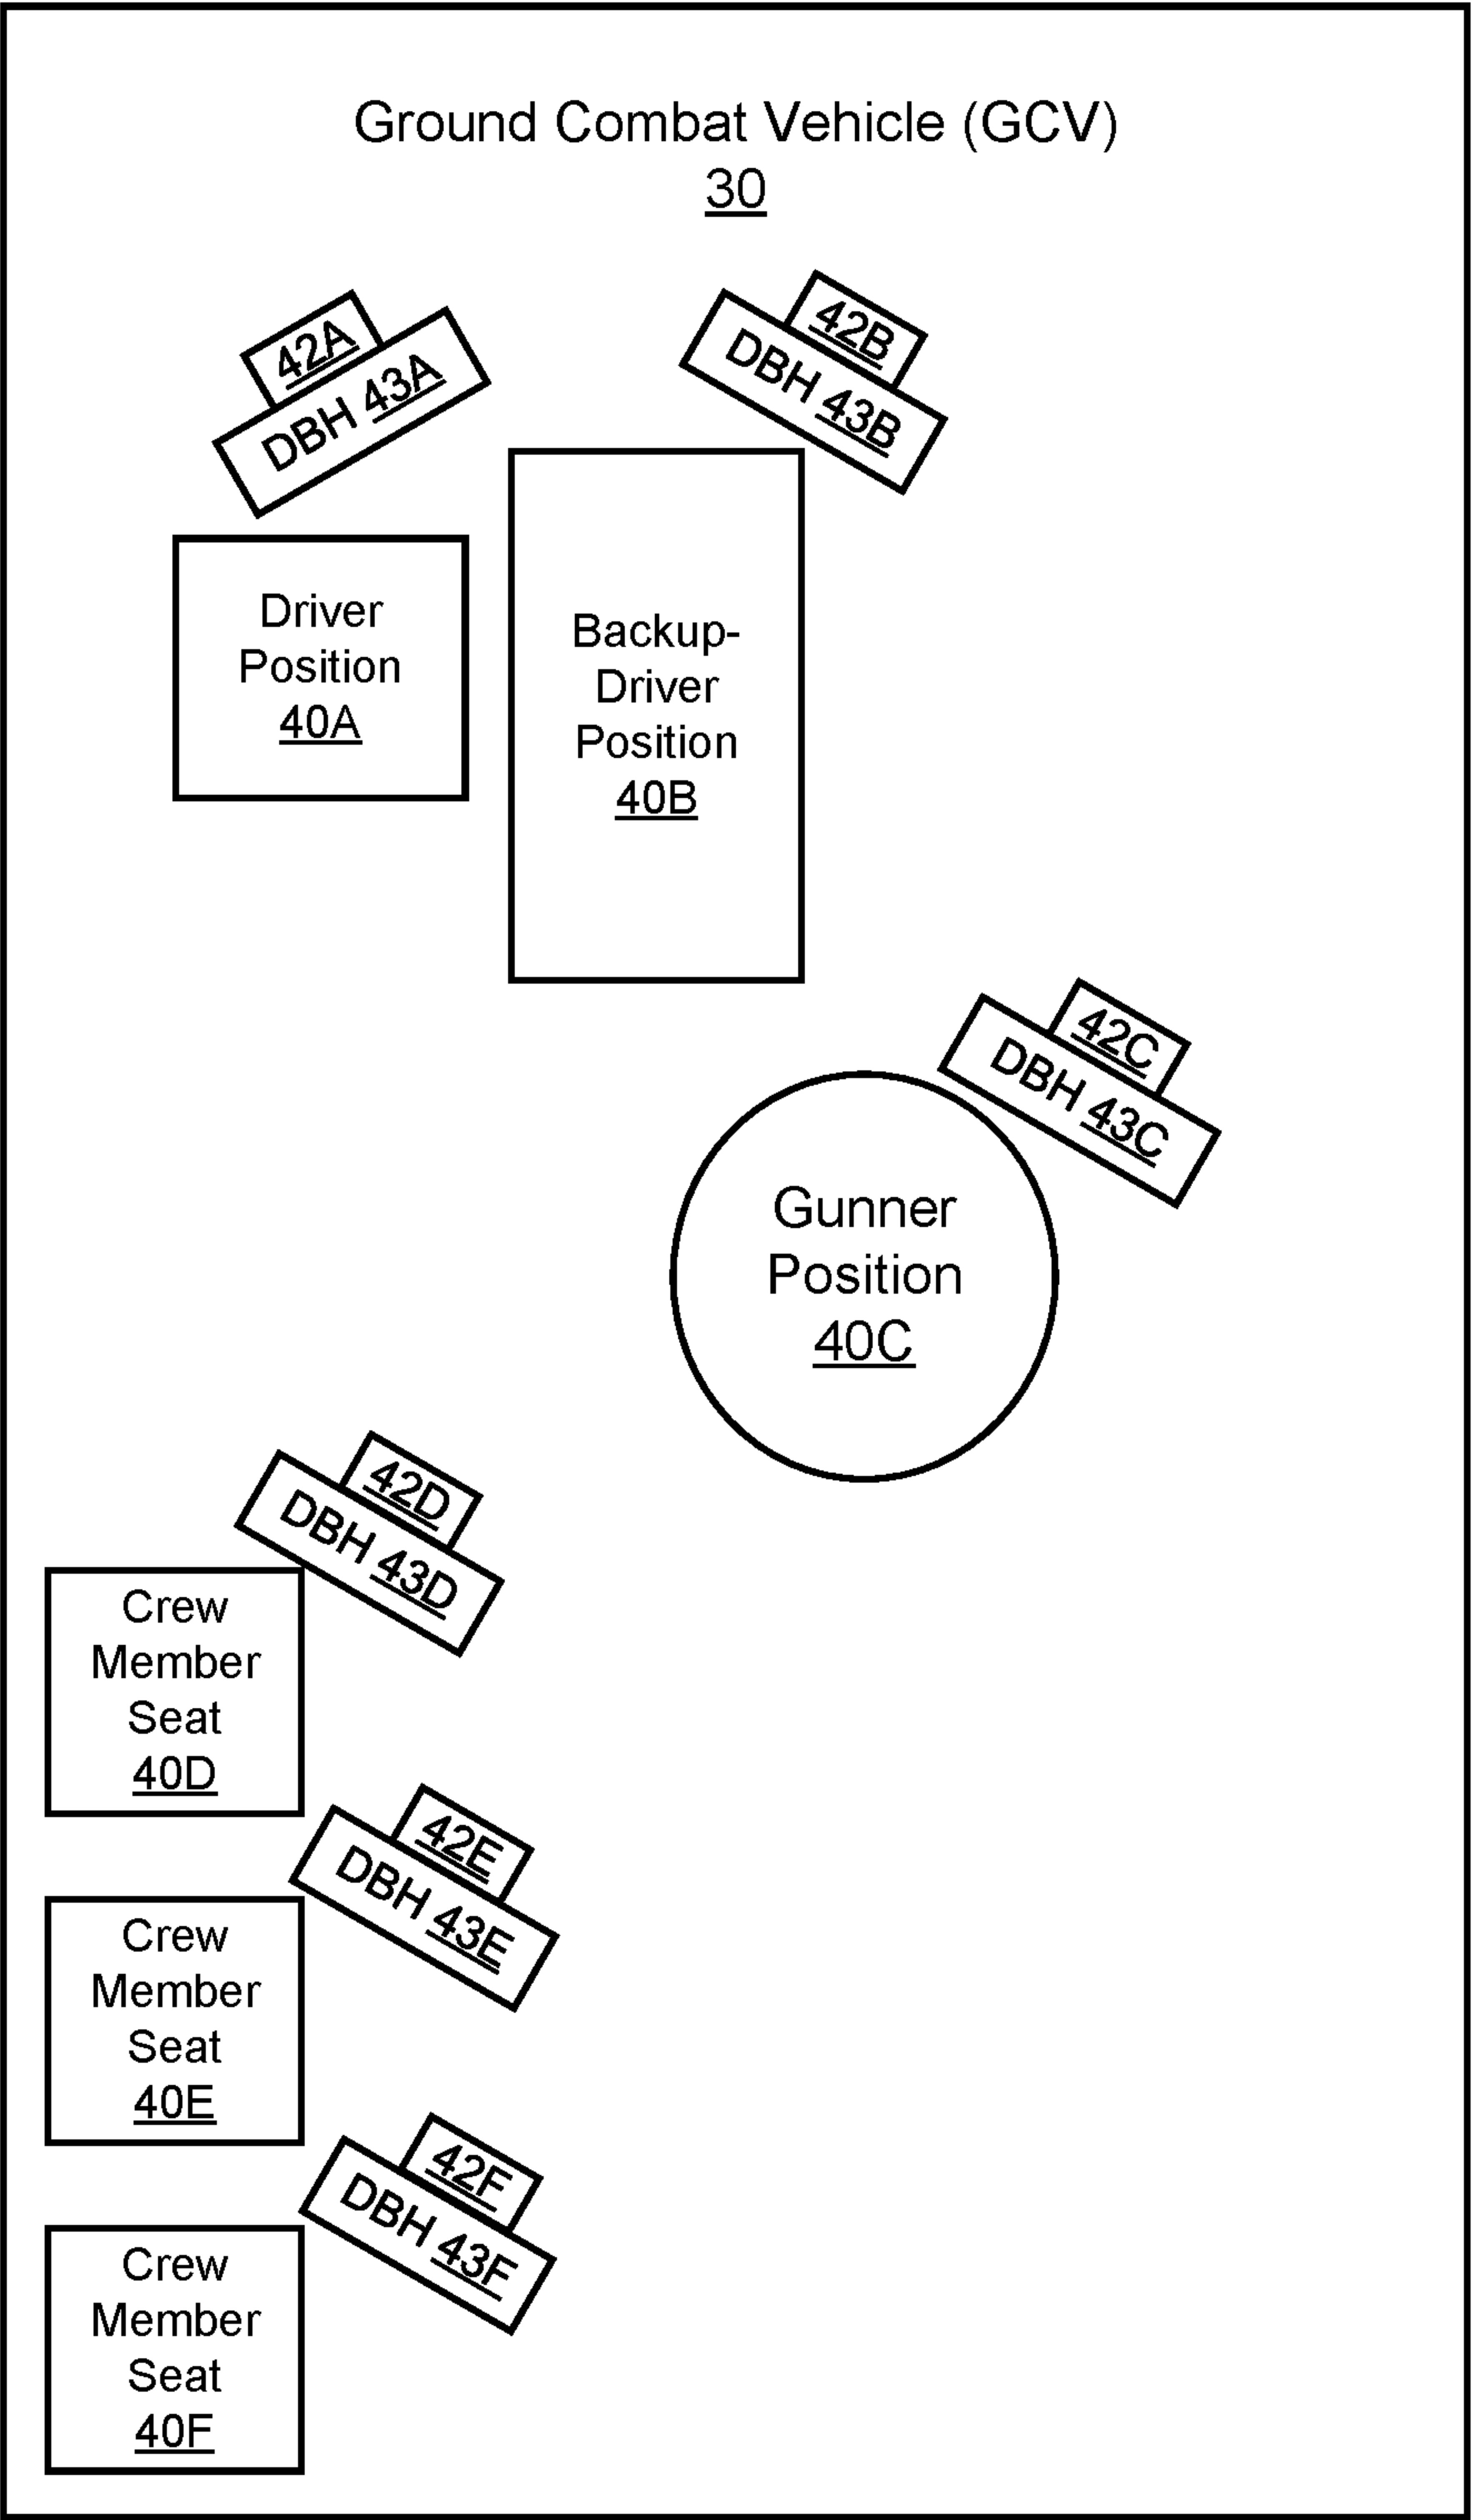 Ground Combat Vehicle (GCV)
30
42A
DBH 43A
42B
DBH 43B
Driver
Position
40A
Backup-
Driver
Position
40B
42C
DBH 43C
Gunner
Position
40C
42D
DBH 43D
Crew
Member
Seat
40D
42E
DBH 43E
Crew
Member
Seat
40E
42F
DBH 43F
Crew
Member
Seat
40F